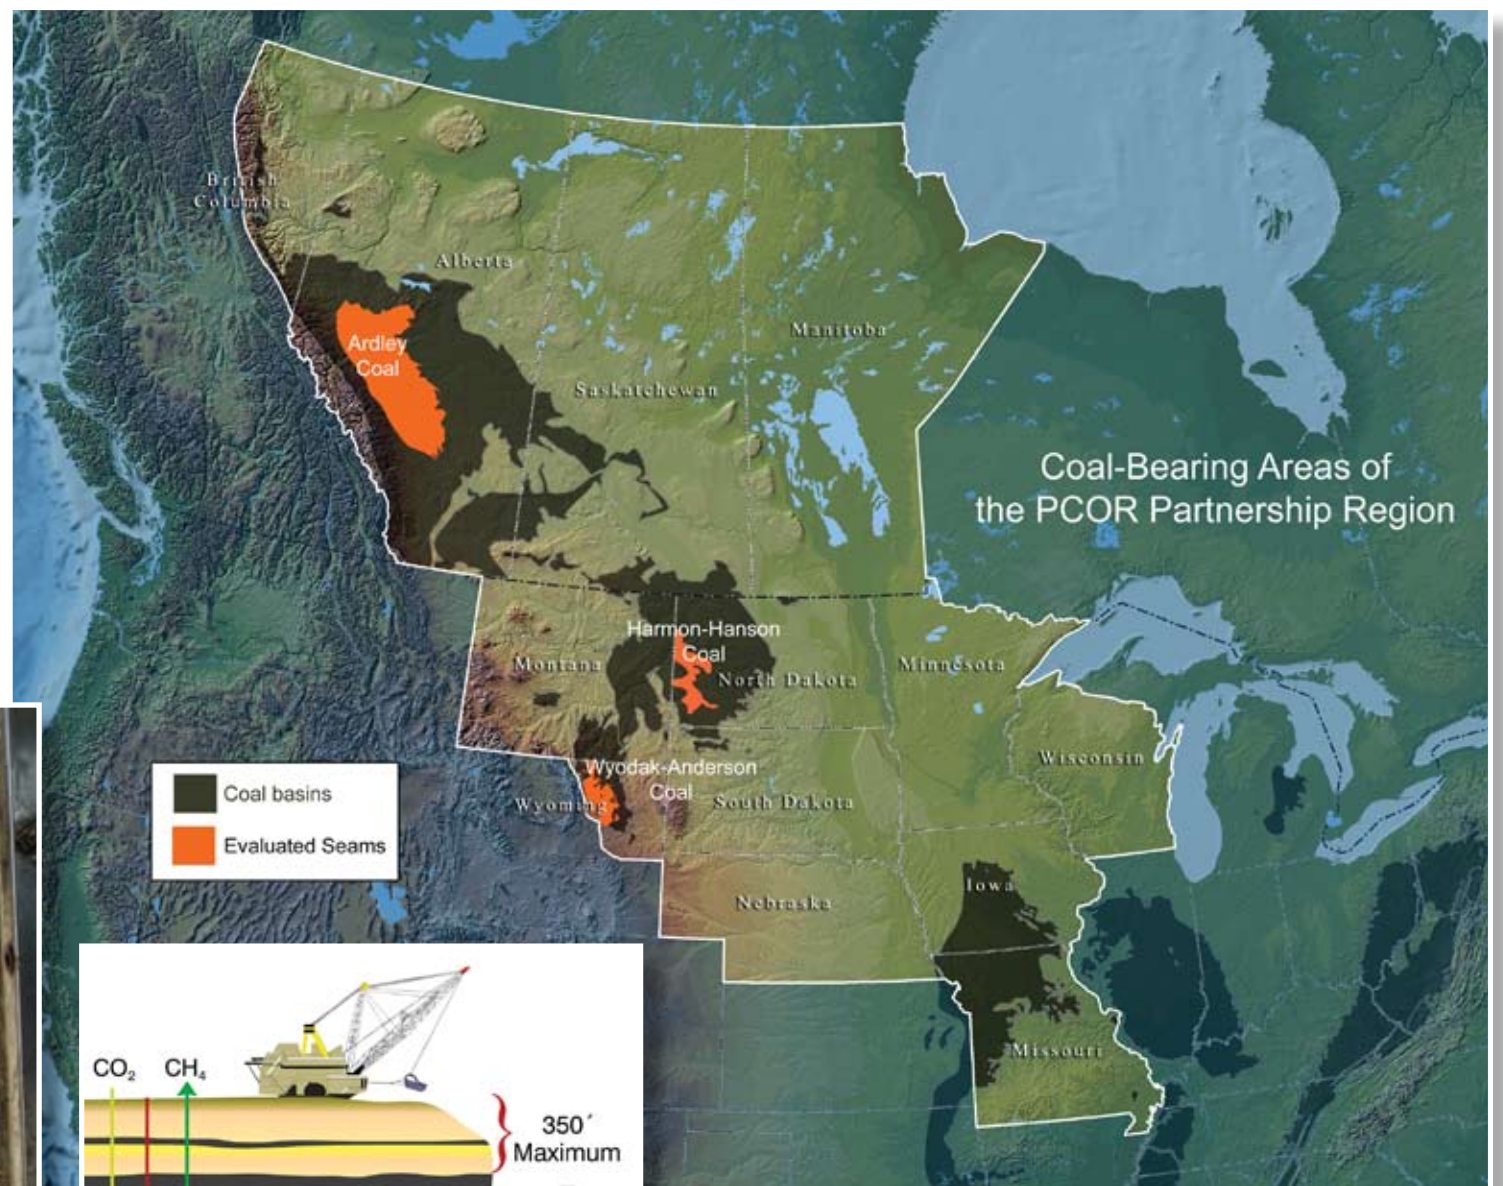 British
Columbia
Alberta
Ardley
Coal
Manitoba
Saskatchewan
Coal-Bearing Areas of
the PCOR Partnership Region
Harmon-Hanson
Coal
Montana
North Dakota
Minnesota
Wisconsin
Wyodak-Anderson
Coal
Wyoming
South Dakota
Coal basins
Evaluated Seams
Iowa
Nebraska
Missouri
CO₂
CH₄
350´
Maximum